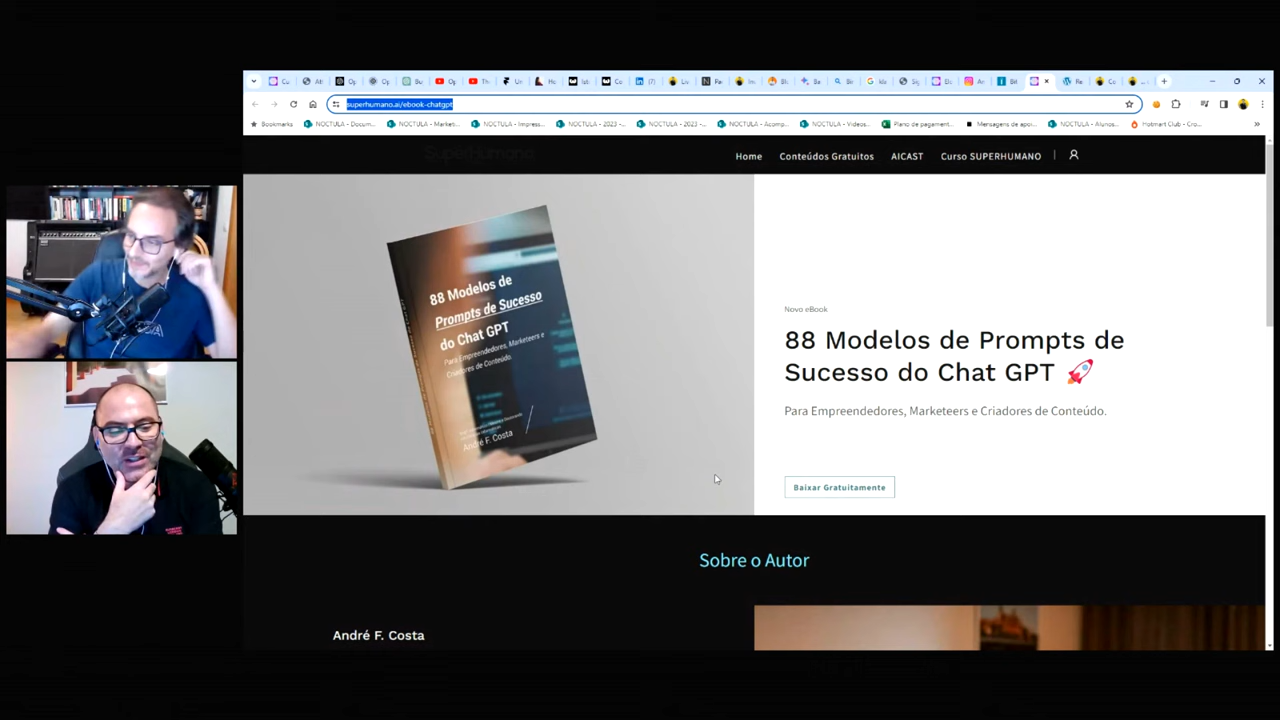 superhumano.ai/ebook-chatgpt
Bookmarks
NOCTULA - Docum...
NOCTULA - Marketi...
NOCTULA - Impress...
NOCTULA - 2023 -...
NOCTULA - 2023 -...
NOCTULA - Acomp...
NOCTULA - Videos...
Plano de pagament...
Mensagens de apoi...
NOCTULA - Alunos...
Hotmart Club - Cro...
SuperHumano
Home
Conteúdos Gratuitos
AICAST
Curso SUPERHUMANO
88 Modelos de
Prompts de Sucesso
do Chat GPT
Para Empreendedores, Marketeers e
Criadores de Conteúdo.
André F. Costa
Novo eBook
88 Modelos de Prompts de
Sucesso do Chat GPT 🚀
Para Empreendedores, Marketeers e Criadores de Conteúdo.
Baixar Gratuitamente
Sobre o Autor
André F. Costa